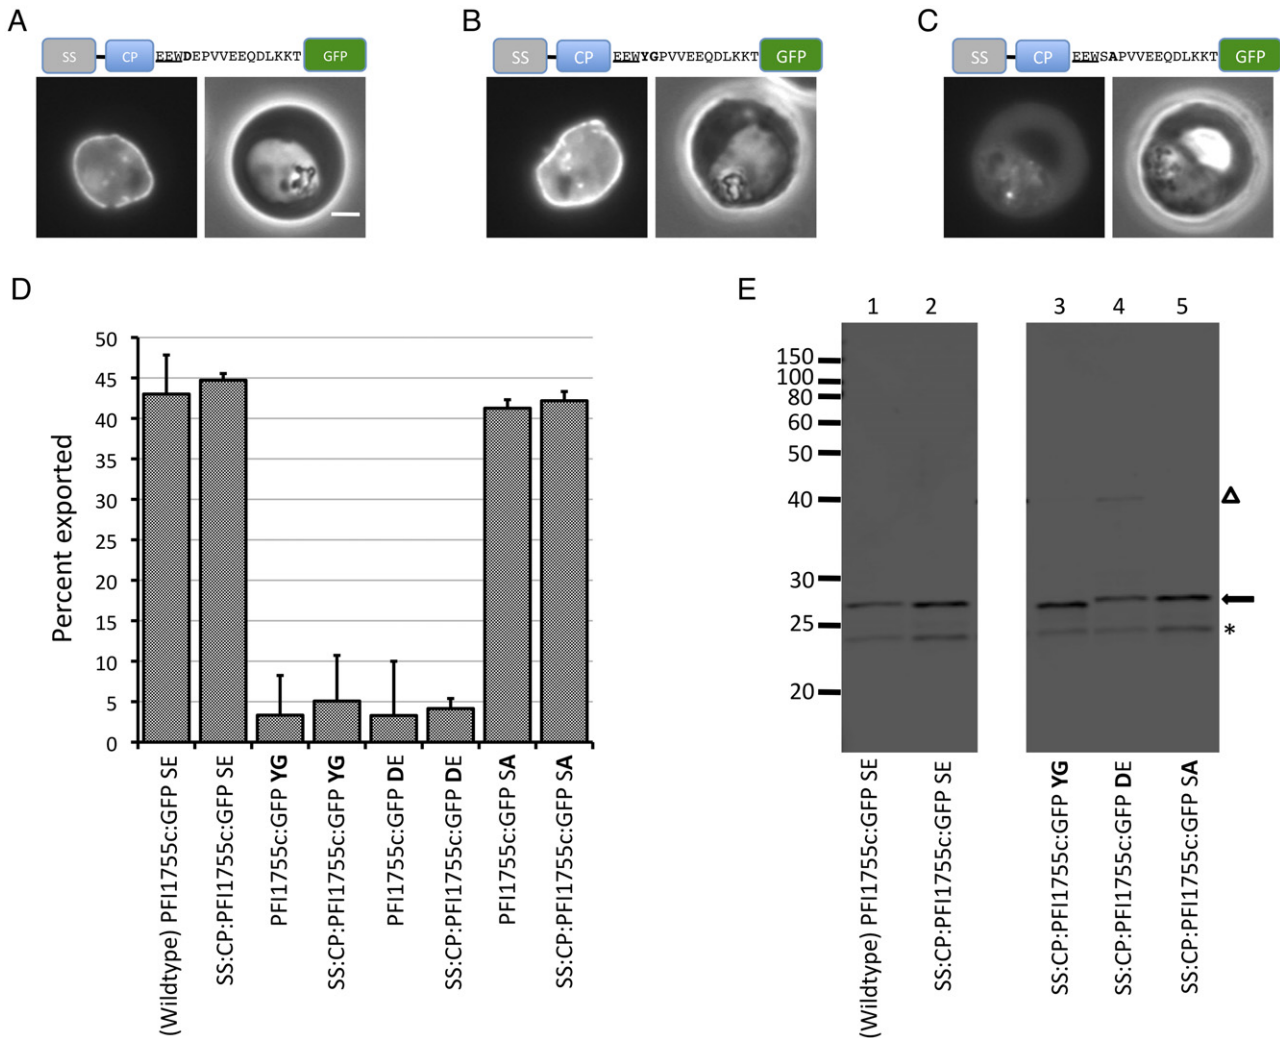 A
B
C
SS CP EEWDEPVVEEQDLKKT GFP
SS CP EEWYGPVVEEQDLKKT GFP
SS CP EEWSAPVVEEQDLKKT GFP
D
Percent exported
50
45
40
35
30
25
20
15
10
5
0
(Wildtype) PFI1755c:GFP SE
SS:CP:PFI1755c:GFP SE
PFI1755c:GFP YG
SS:CP:PFI1755c:GFP YG
PFI1755c:GFP DE
SS:CP:PFI1755c:GFP DE
PFI1755c:GFP SA
SS:CP:PFI1755c:GFP SA
E
1 2 3 4 5
150
100
80
60
50
40 Δ
30
25 *
20
(Wildtype) PFI1755c:GFP SE
SS:CP:PFI1755c:GFP SE
SS:CP:PFI1755c:GFP YG
SS:CP:PFI1755c:GFP DE
SS:CP:PFI1755c:GFP SA